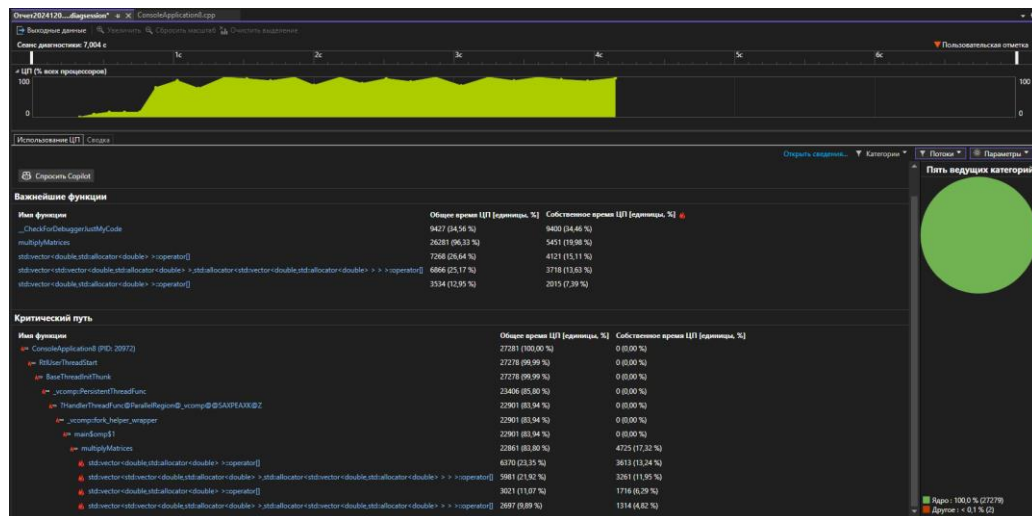 Отчет2024120....diagsession* ConsoleApplication8.cpp
Выходные данные Увеличить Сбросить масштаб Очистить выделение
Сеанс диагностики: 7,004 с Пользовательская отметка
1с 2с 3с 4с 5с 6с
ЦП (% всех процессоров)
100 100
0 0
Использование ЦП Сводка
Открыть сведения... Категории Потоки Параметры
Спросить Copilot Пять ведущих категорий
Важнейшие функции
Имя функции Общее время ЦП [единицы, %] Собственное время ЦП [единицы, %]
__CheckForDebuggerJustMyCode 9427 (34,56 %) 9400 (34,46 %)
multiplyMatrices 26281 (96,33 %) 5451 (19,98 %)
std::vector<double,std::allocator<double> >::operator[] 7268 (26,64 %) 4121 (15,11 %)
std::vector<std::vector<double,std::allocator<double> >,std::allocator<std::vector<double,std::allocator<double> > > >::operator[] 6866 (25,17 %) 3718 (13,63 %)
std::vector<double,std::allocator<double> >::operator[] 3534 (12,95 %) 2015 (7,39 %)
Критический путь
Имя функции Общее время ЦП [единицы, %] Собственное время ЦП [единицы, %]
ConsoleApplication8 (PID: 20972) 27281 (100,00 %) 0 (0,00 %)
RtlUserThreadStart 27278 (99,99 %) 0 (0,00 %)
BaseThreadInitThunk 27278 (99,99 %) 0 (0,00 %)
_vcomp::PersistentThreadFunc 23406 (85,80 %) 0 (0,00 %)
?HandlerThreadFunc@ParallelRegion@_vcomp@@SAXPEAXK@Z 22901 (83,94 %) 0 (0,00 %)
_vcomp::fork_helper_wrapper 22901 (83,94 %) 0 (0,00 %)
main$omp$1 22901 (83,94 %) 0 (0,00 %)
multiplyMatrices 22861 (83,80 %) 4725 (17,32 %)
std::vector<double,std::allocator<double> >::operator[] 6370 (23,35 %) 3613 (13,24 %)
std::vector<std::vector<double,std::allocator<double> >,std::allocator<std::vector<double,std::allocator<double> > > >::operator[] 5981 (21,92 %) 3261 (11,95 %)
std::vector<double,std::allocator<double> >::operator[] 3021 (11,07 %) 1716 (6,29 %)
std::vector<std::vector<double,std::allocator<double> >,std::allocator<std::vector<double,std::allocator<double> > > >::operator[] 2697 (9,89 %) 1314 (4,82 %)
Ядро : 100,0 % (27279)
Другое : < 0,1 % (2)